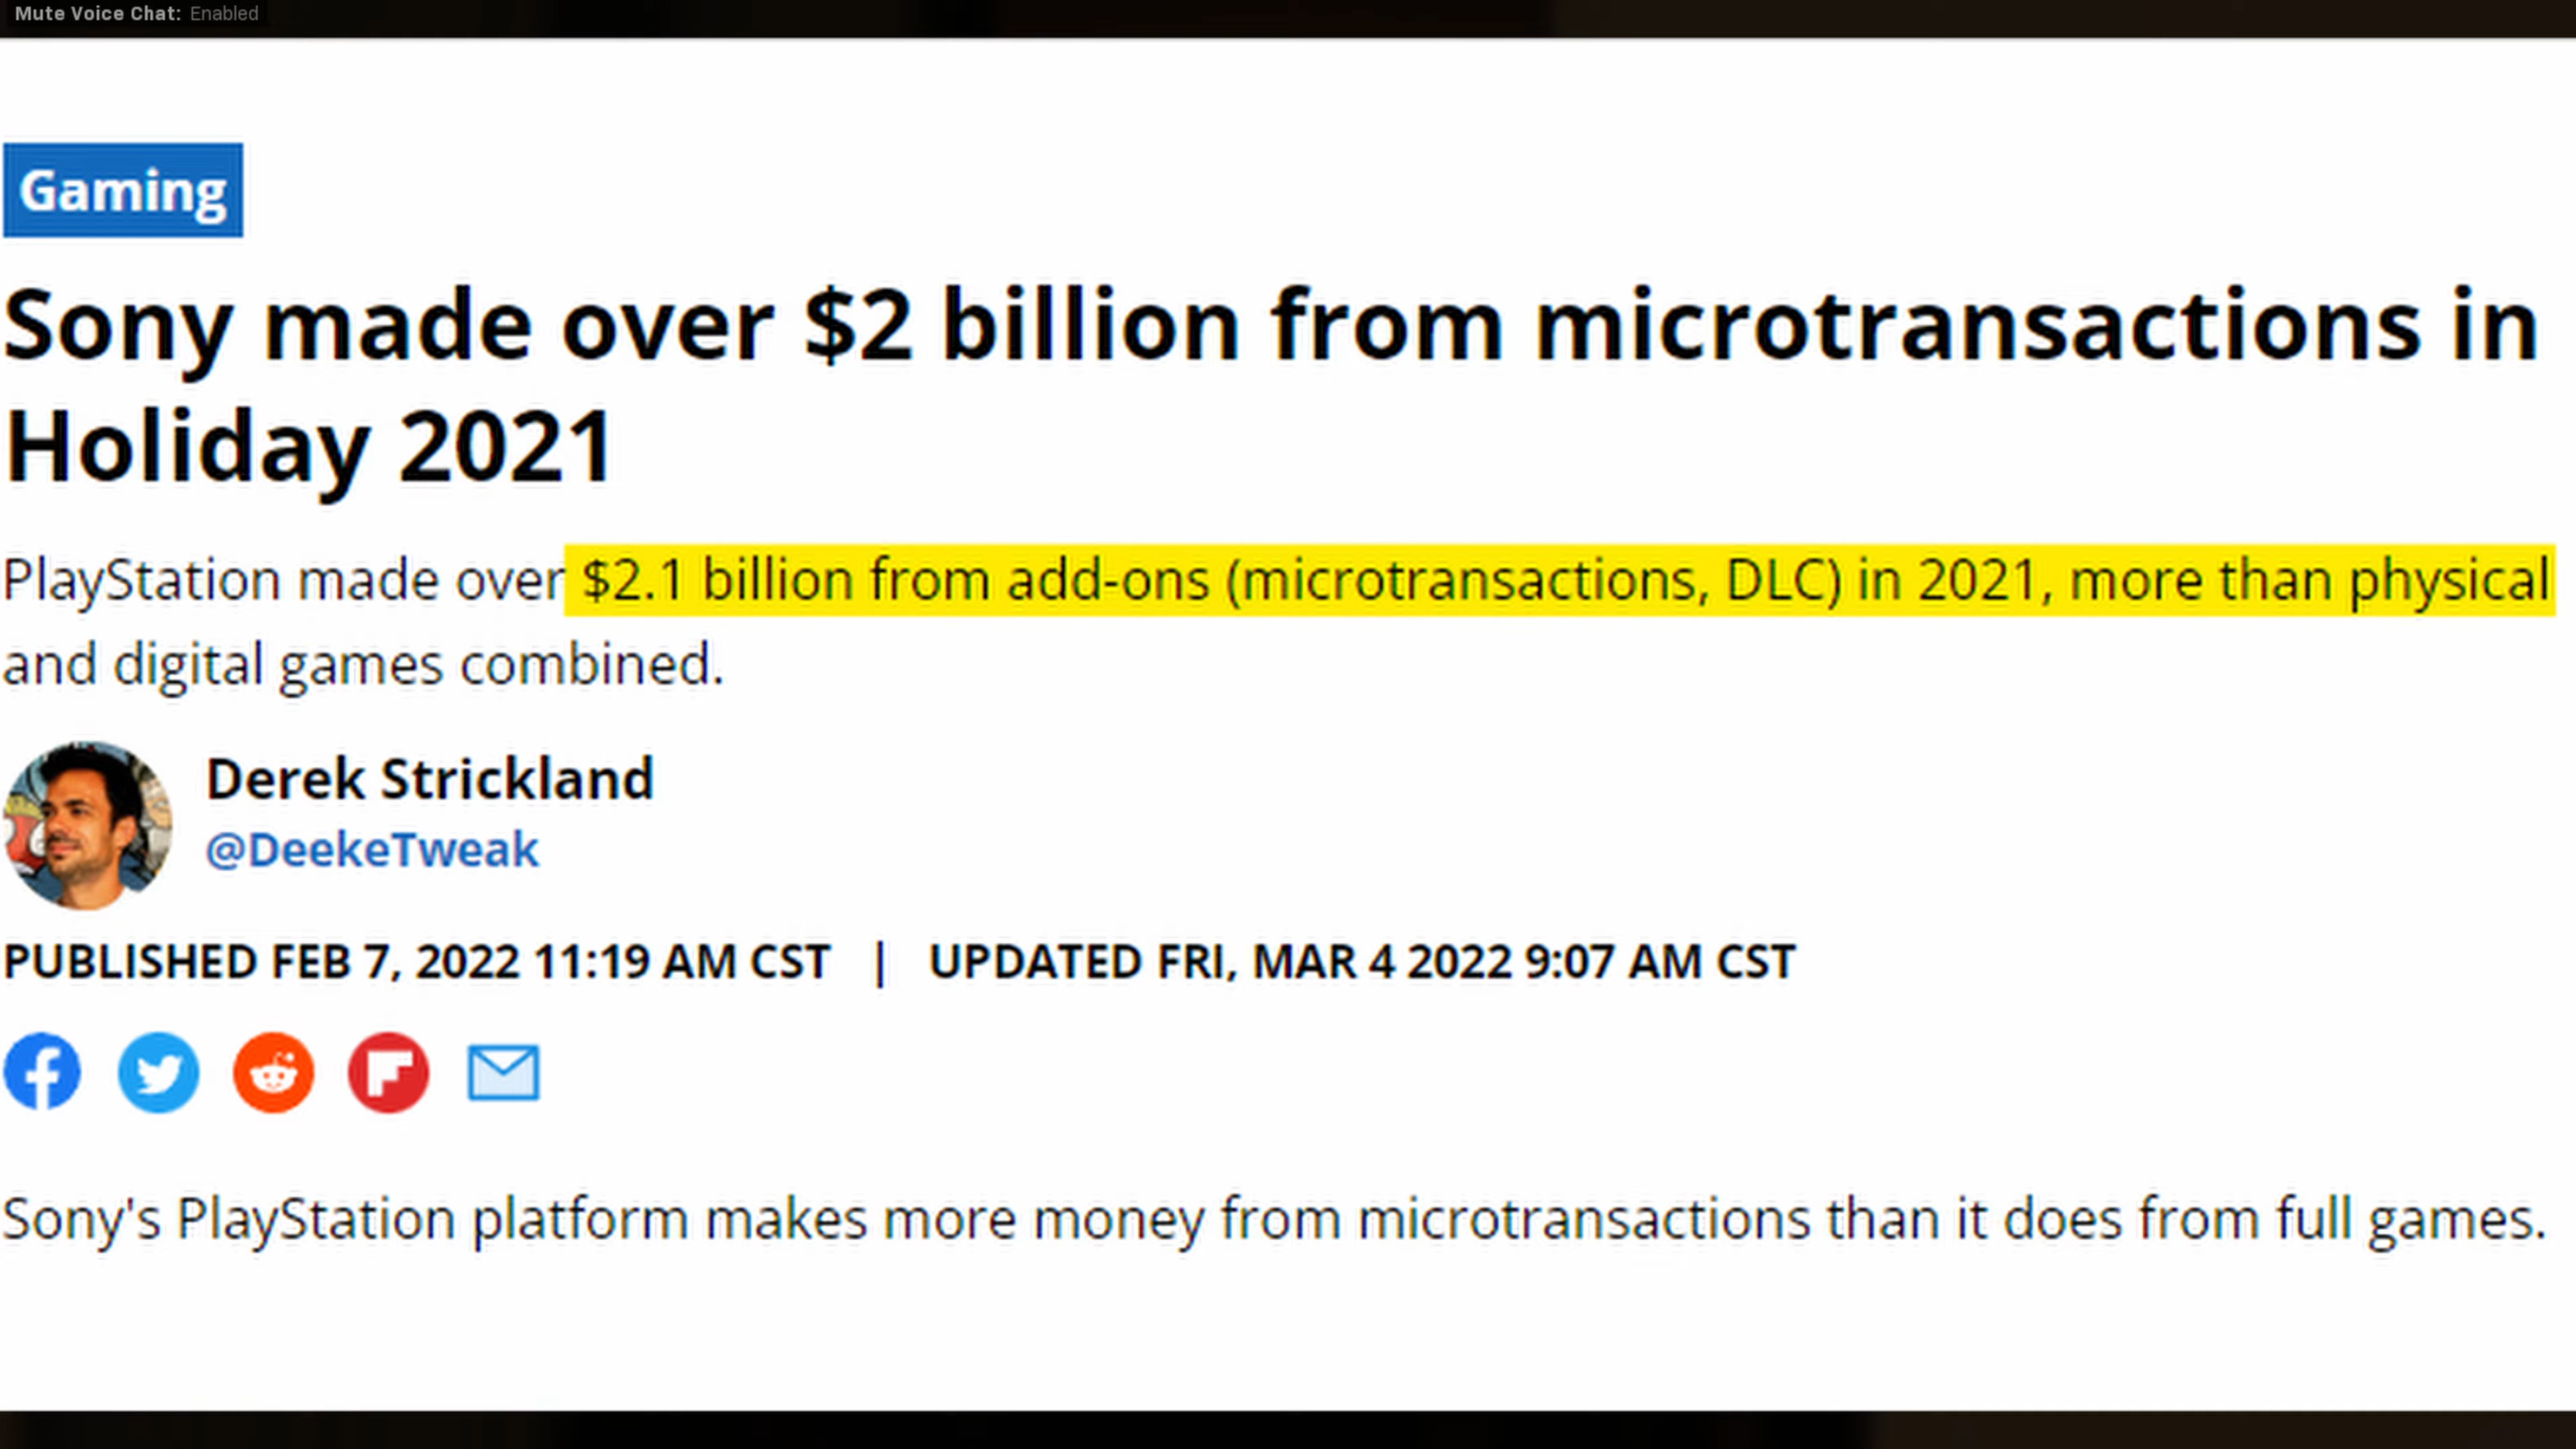 Mute Voice Chat: Enabled
Gaming
Sony made over $2 billion from microtransactions in
Holiday 2021
PlayStation made over $2.1 billion from add-ons (microtransactions, DLC) in 2021, more than physical
and digital games combined.
Derek Strickland
@DeekeTweak
PUBLISHED FEB 7, 2022 11:19 AM CST | UPDATED FRI, MAR 4 2022 9:07 AM CST
Sony's PlayStation platform makes more money from microtransactions than it does from full games.